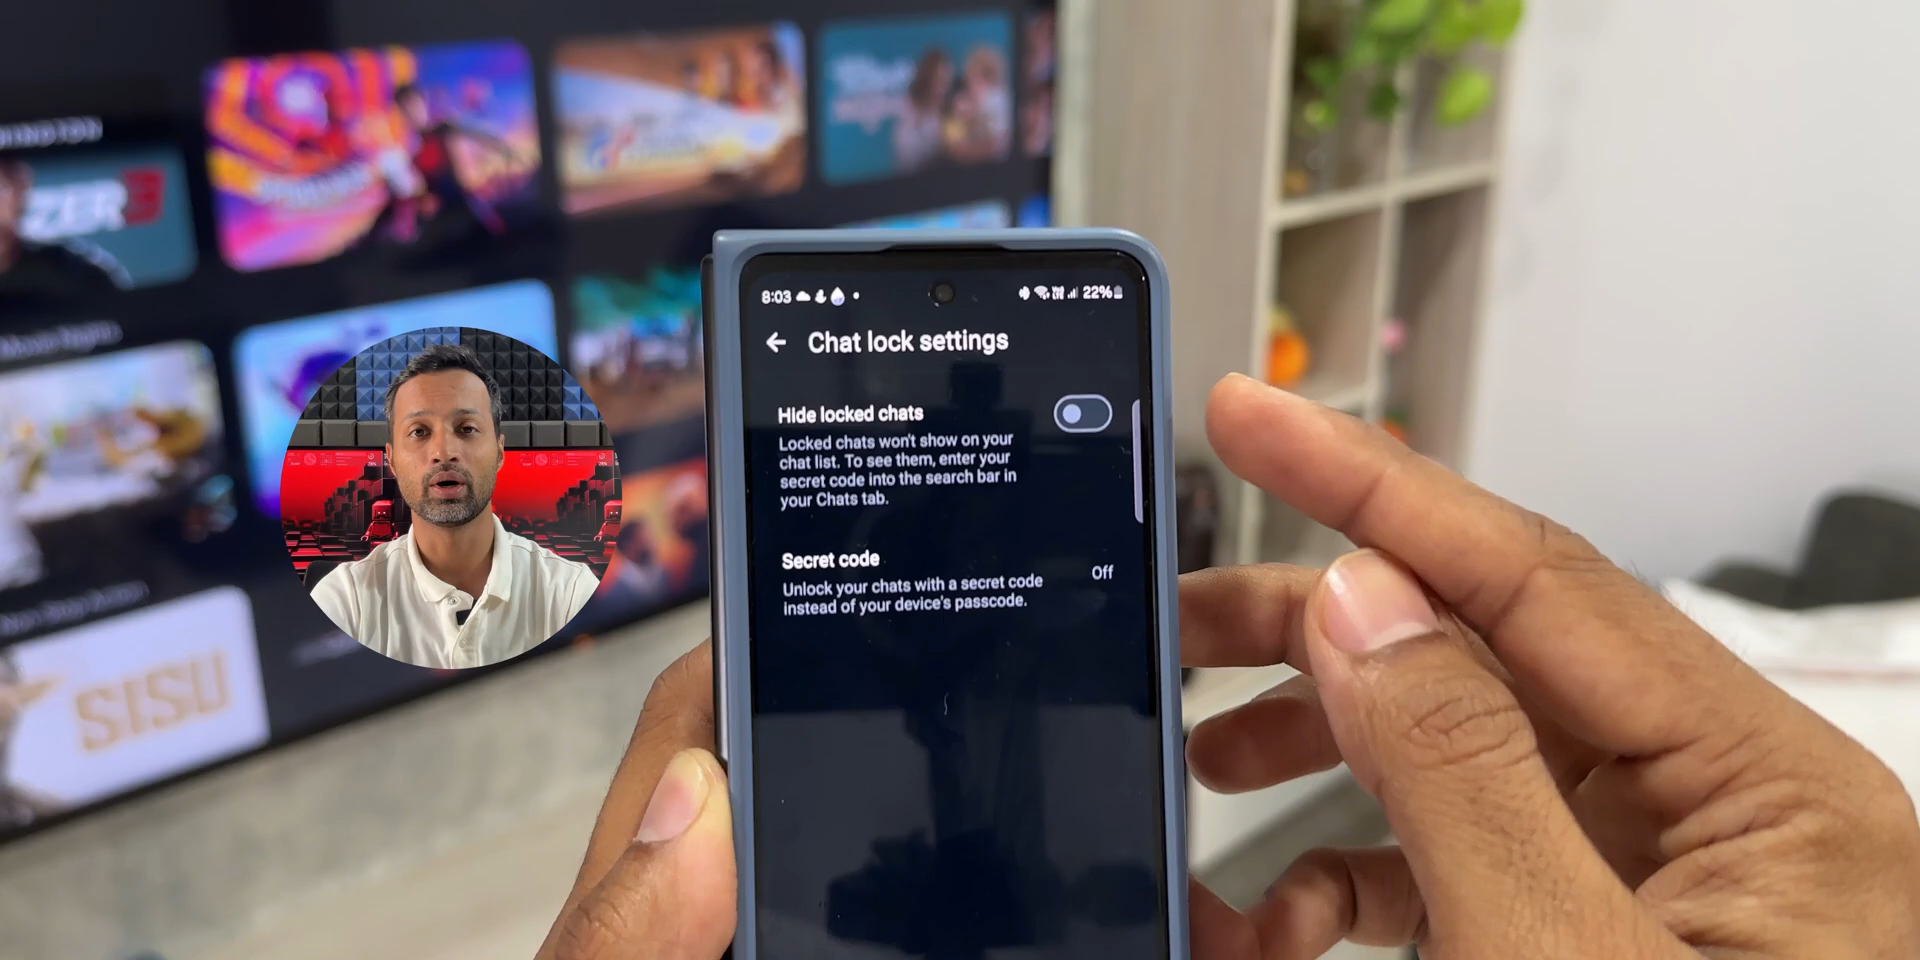 ZER3
SISU
8:03
22%
Chat lock settings
Hide locked chats
Locked chats won't show on your
chat list. To see them, enter your
secret code into the search bar in
your Chats tab.
Secret code
Off
Unlock your chats with a secret code
instead of your device's passcode.